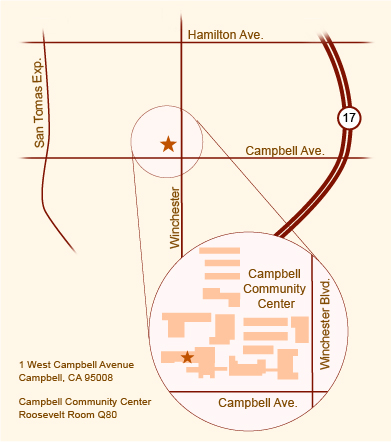 Hamilton Ave.
San Tomas Exp.
17
Campbell Ave.
Winchester
Campbell
Community
Center
Winchester Blvd.
1 West Campbell Avenue
Campbell, CA 95008
Campbell Community Center
Roosevelt Room Q80
Campbell Ave.